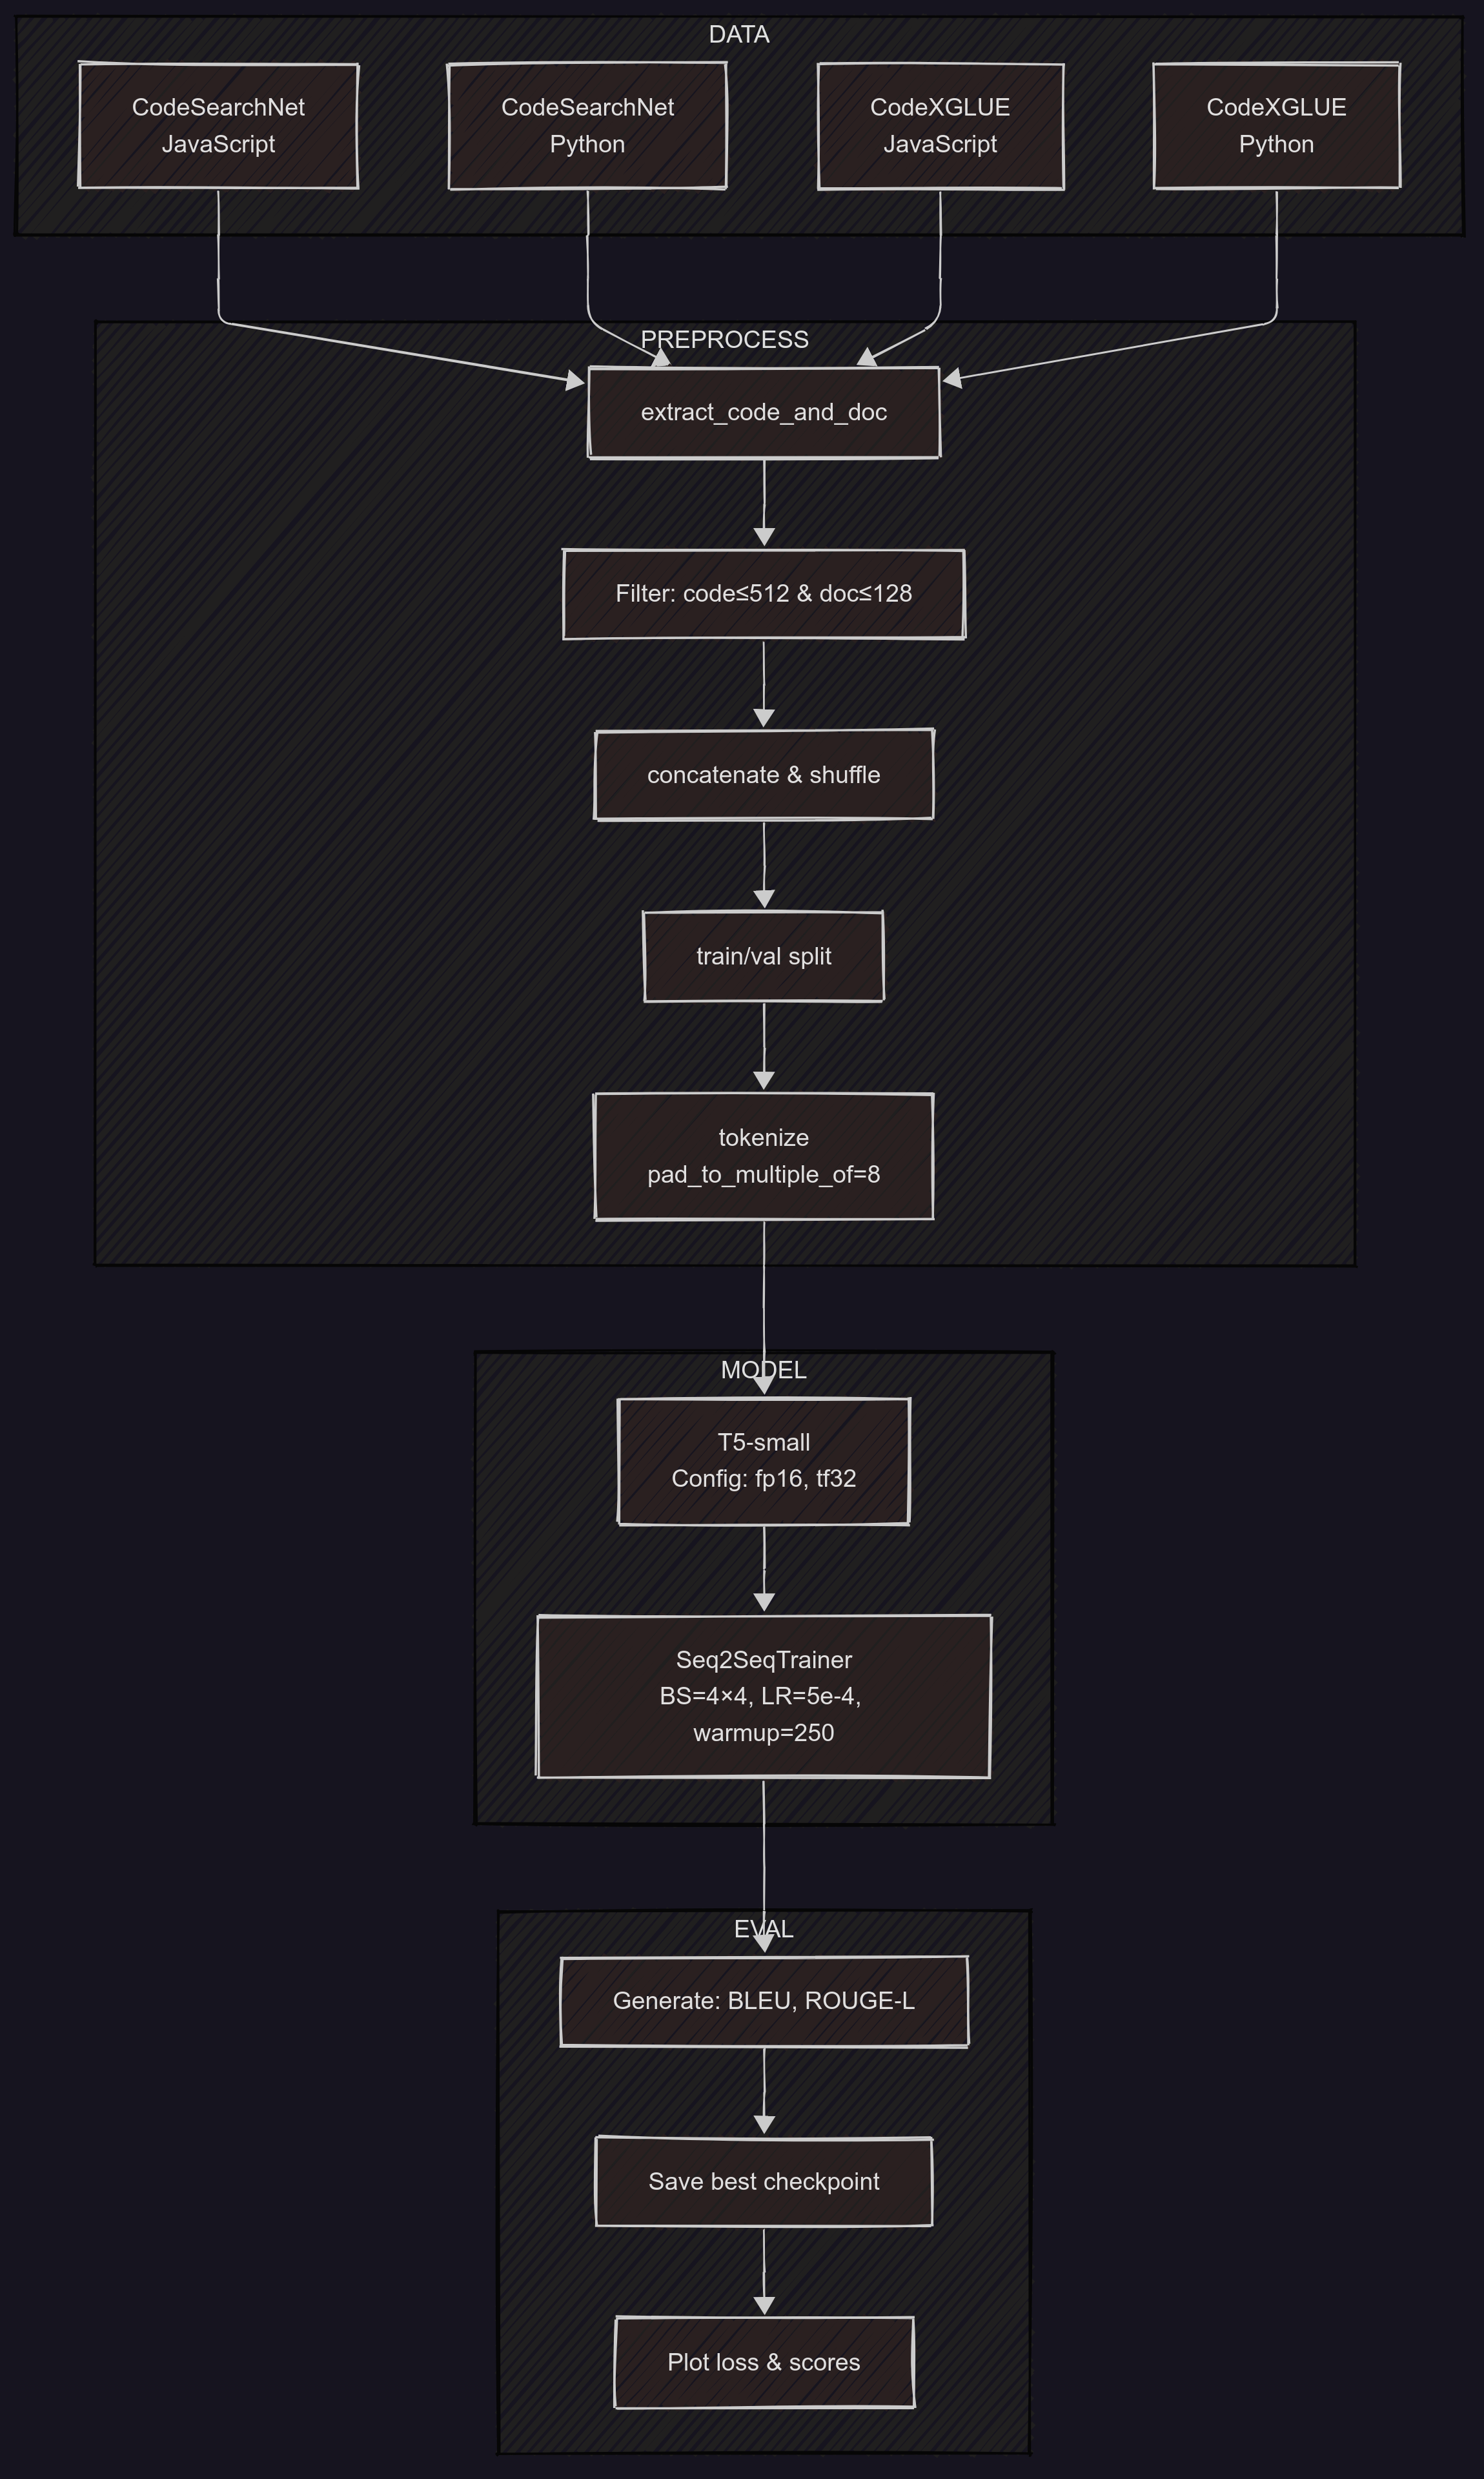 DATA
CodeSearchNet
JavaScript
CodeSearchNet
Python
CodeXGLUE
JavaScript
CodeXGLUE
Python
PREPROCESS
extract_code_and_doc
Filter: code≤512 & doc≤128
concatenate & shuffle
train/val split
tokenize
pad_to_multiple_of=8
MODEL
T5-small
Config: fp16, tf32
Seq2SeqTrainer
BS=4×4, LR=5e-4,
warmup=250
EVAL
Generate: BLEU, ROUGE-L
Save best checkpoint
Plot loss & scores